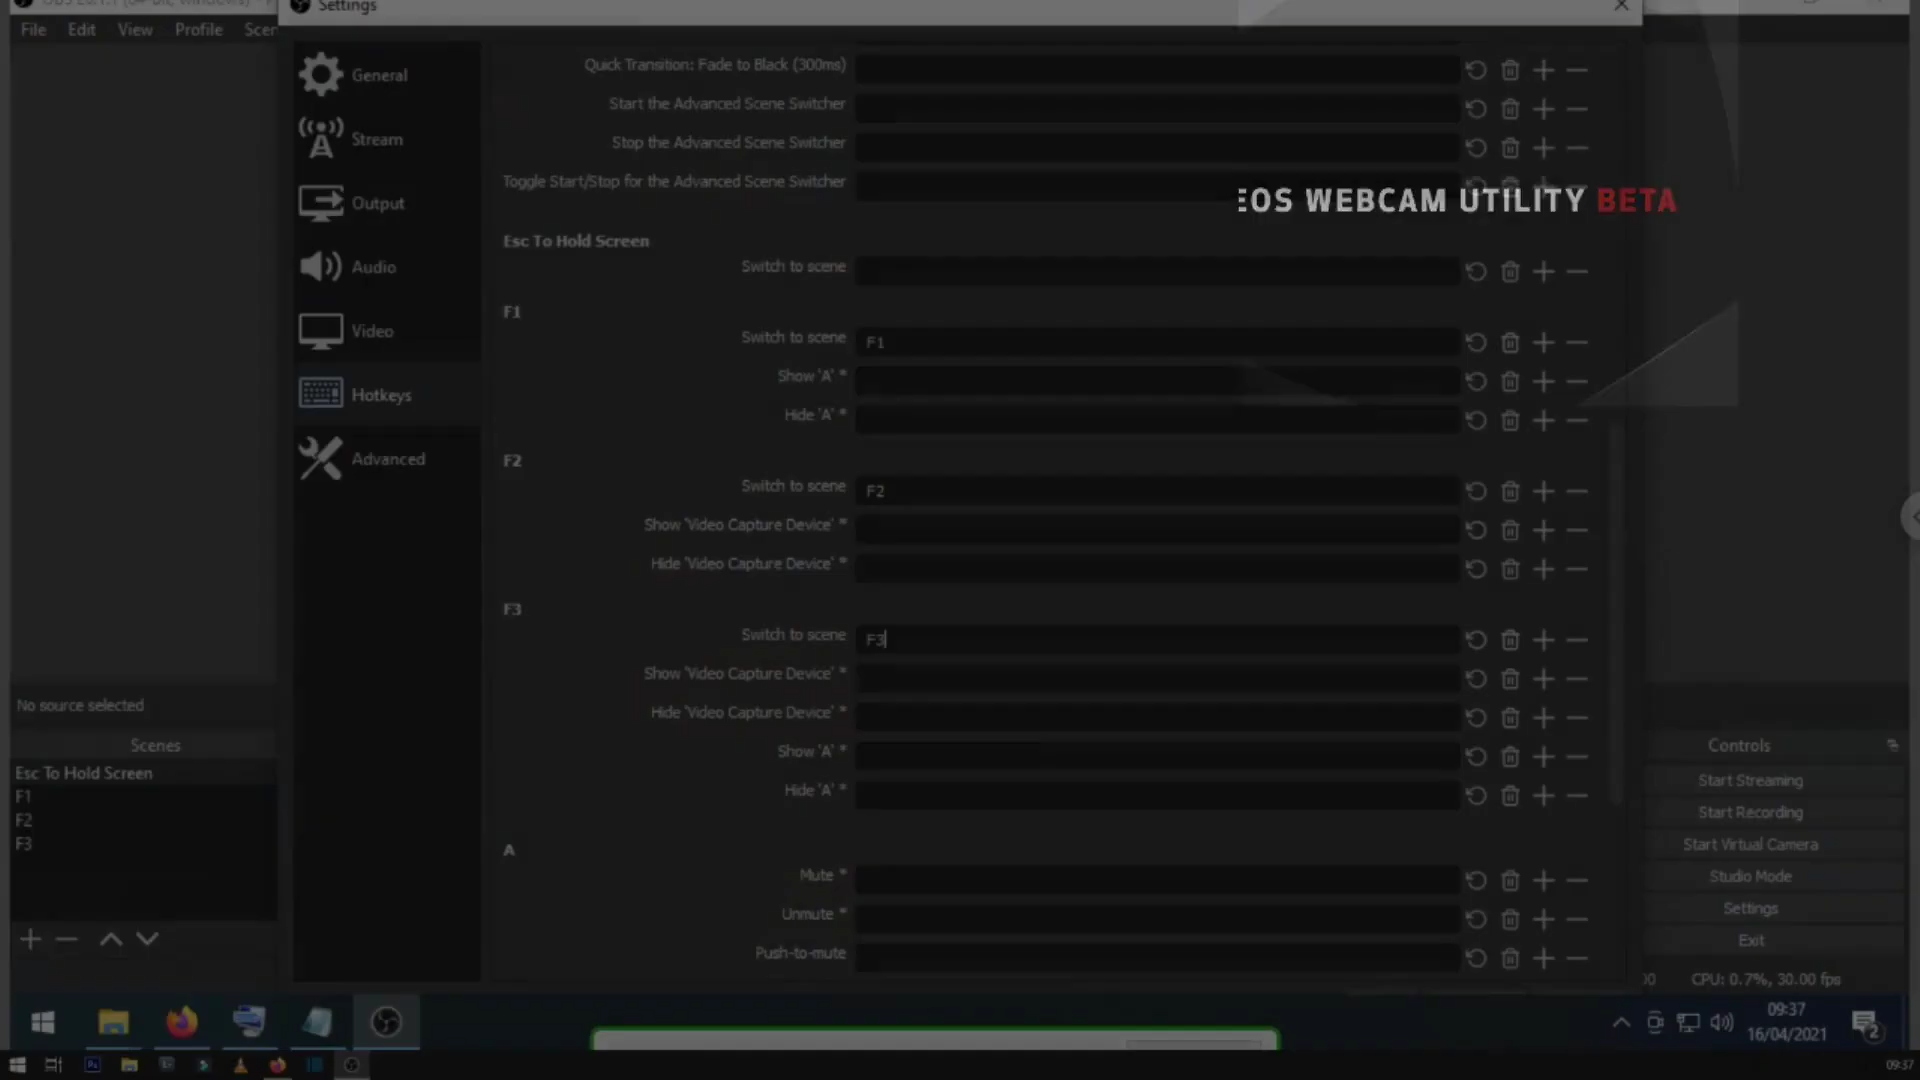 Settings
File Edit View Profile Scen
General
Stream
Output
Audio
Video
Hotkeys
Advanced
Quick Transition: Fade to Black (300ms)
Start the Advanced Scene Switcher
Stop the Advanced Scene Switcher
Toggle Start/Stop for the Advanced Scene Switcher
EOS WEBCAM UTILITY BETA
Esc To Hold Screen
Switch to scene
F1
Switch to scene F1
Show 'A' *
Hide 'A' *
F2
Switch to scene F2
Show 'Video Capture Device' *
Hide 'Video Capture Device' *
F3
Switch to scene F3
Show 'Video Capture Device' *
Hide 'Video Capture Device' *
Show 'A' *
Hide 'A' *
A
Mute *
Unmute *
Push-to-mute
No source selected
Scenes
Esc To Hold Screen
F1
F2
F3
Controls
Start Streaming
Start Recording
Start Virtual Camera
Studio Mode
Settings
Exit
00 CPU: 0.7%, 30.00 fps
09:37
16/04/2021
2
09:37